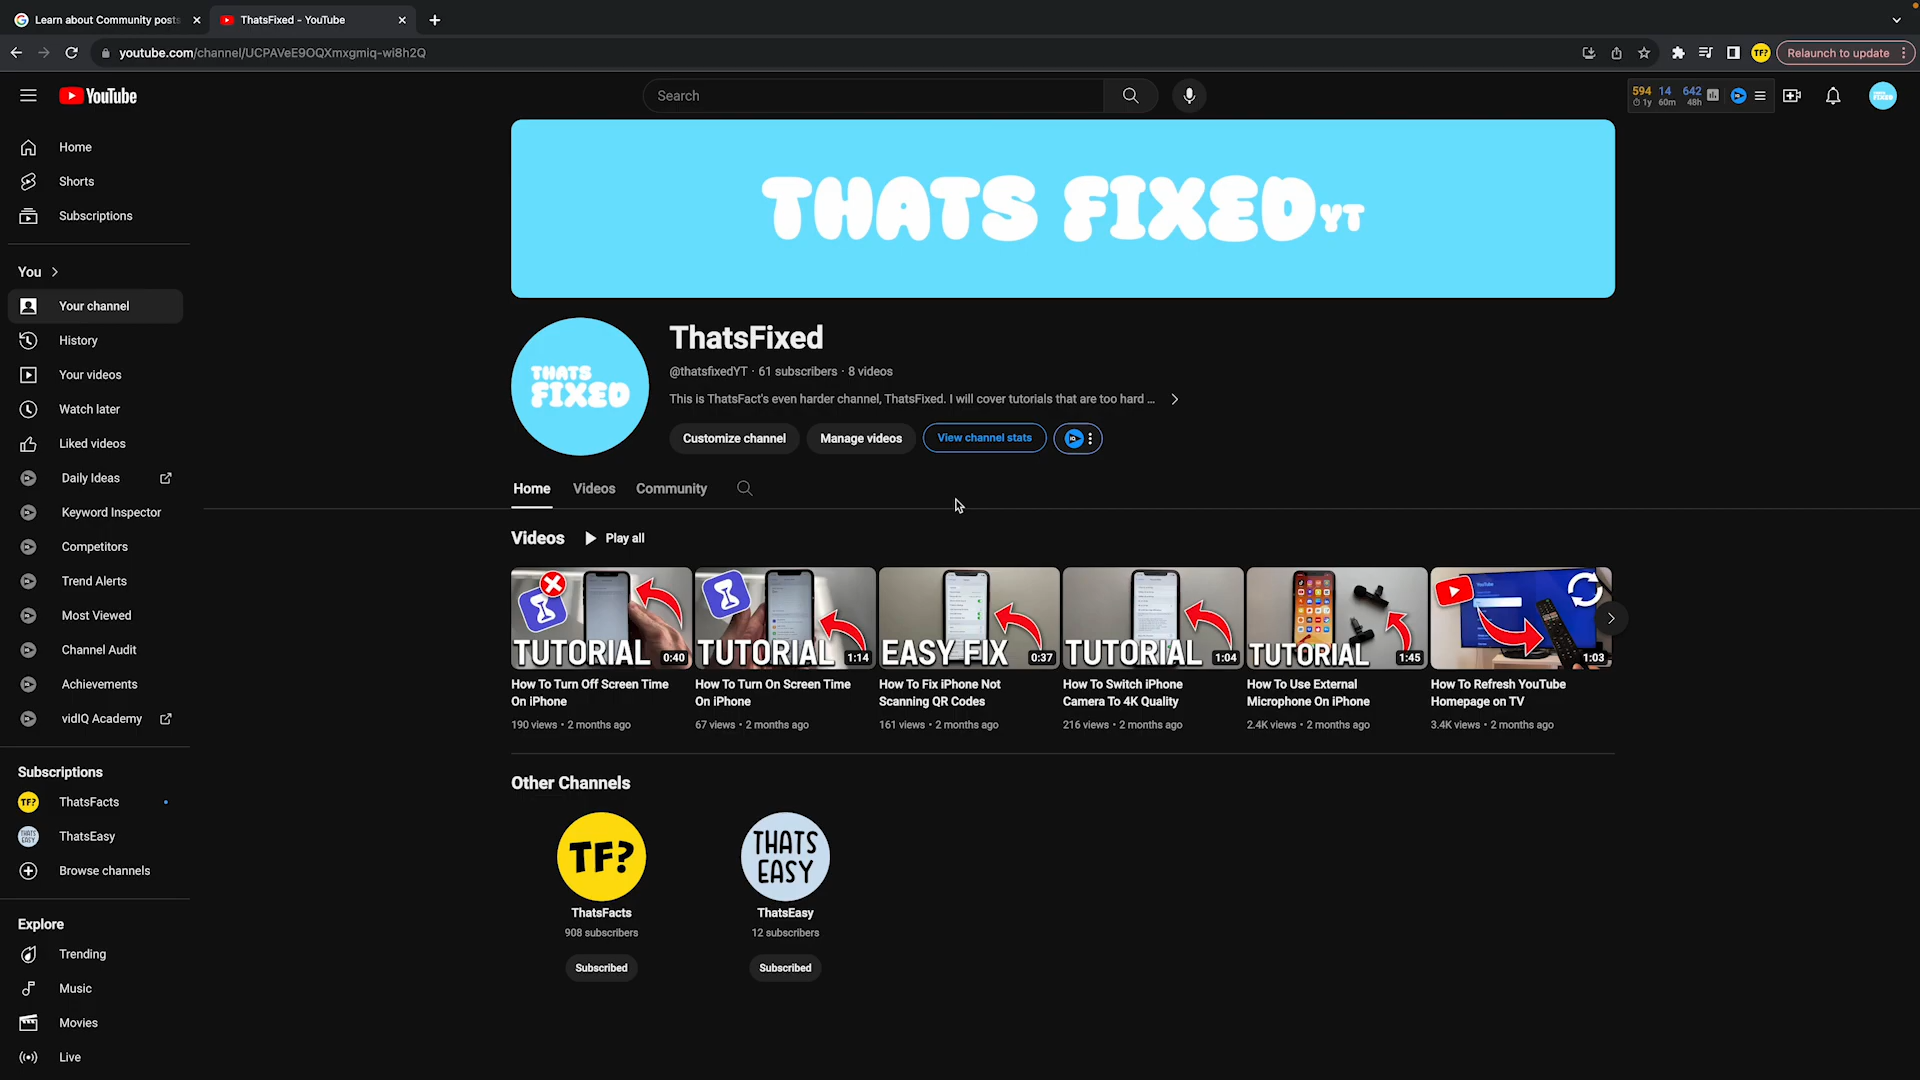 Learn about Community posts
ThatsFixed - YouTube
youtube.com/channel/UCPAVeE9OQXmxgmiq-wi8h2Q
TF?
Relaunch to update
YouTube
Search
594 14 642
1y 60m 48h
THATS FIXED YT
Home
Shorts
Subscriptions
You
Your channel
History
Your videos
Watch later
Liked videos
Daily Ideas
Keyword Inspector
Competitors
Trend Alerts
Most Viewed
Channel Audit
Achievements
vidIQ Academy
Subscriptions
TF? ThatsFacts
THATS EASY ThatsEasy
Browse channels
Explore
Trending
Music
Movies
Live
THATS
FIXED
ThatsFixed
@thatsfixedYT · 61 subscribers · 8 videos
This is ThatsFact's even harder channel, ThatsFixed. I will cover tutorials that are too hard ...
Customize channel Manage videos View channel stats
Home Videos Community
Videos Play all
TUTORIAL 0:40
How To Turn Off Screen Time
On iPhone
190 views • 2 months ago
TUTORIAL 1:14
How To Turn On Screen Time
On iPhone
67 views • 2 months ago
EASY FIX 0:37
How To Fix iPhone Not
Scanning QR Codes
161 views • 2 months ago
TUTORIAL 1:04
How To Switch iPhone
Camera To 4K Quality
216 views • 2 months ago
TUTORIAL 1:45
How To Use External
Microphone On iPhone
2.4K views • 2 months ago
1:03
How To Refresh YouTube
Homepage on TV
3.4K views • 2 months ago
Other Channels
TF?
ThatsFacts
908 subscribers
Subscribed
THATS
EASY
ThatsEasy
12 subscribers
Subscribed